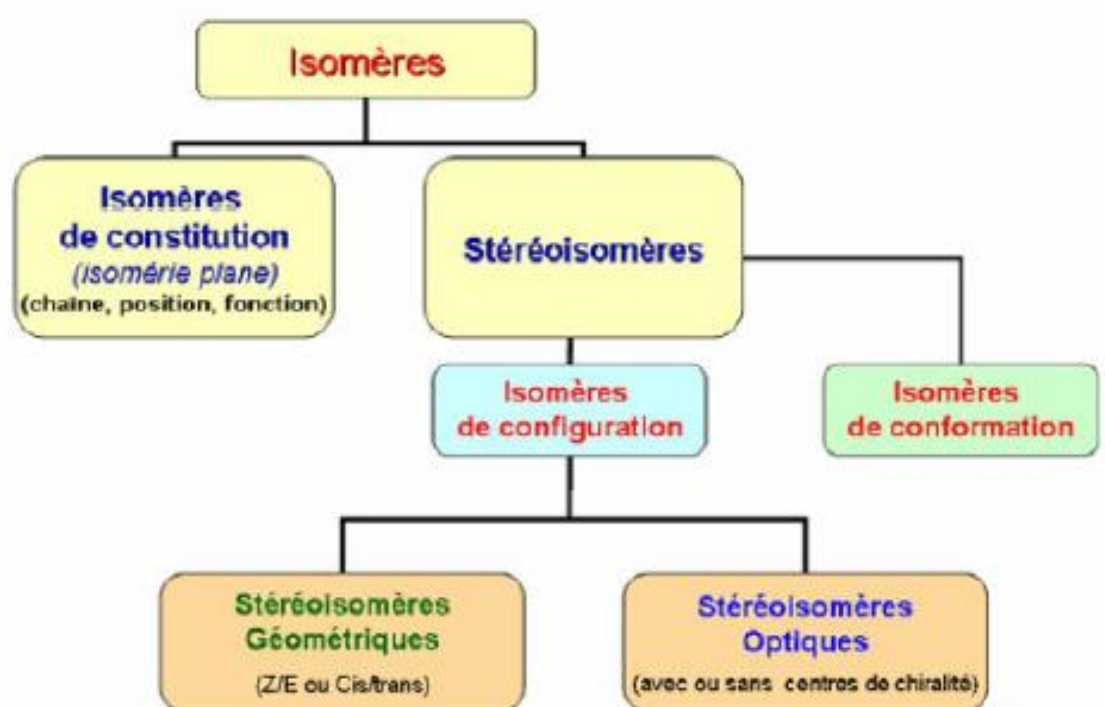 Isomères
Isomères
de constitution
(isomérie plane)
(chaîne, position, fonction)
Stéréoisomères
Isomères
de configuration
Isomères
de conformation
Stéréoisomères
Géométriques
(Z/E ou Cis/trans)
Stéréoisomères
Optiques
(avec ou sans centres de chiralité)